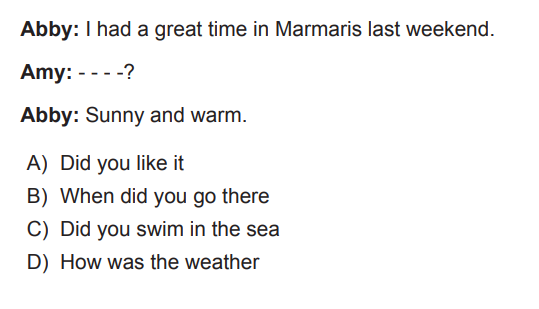 Abby: I had a great time in Marmaris last weekend.
Amy: - - - -?
Abby: Sunny and warm.
A) Did you like it
B) When did you go there
C) Did you swim in the sea
D) How was the weather